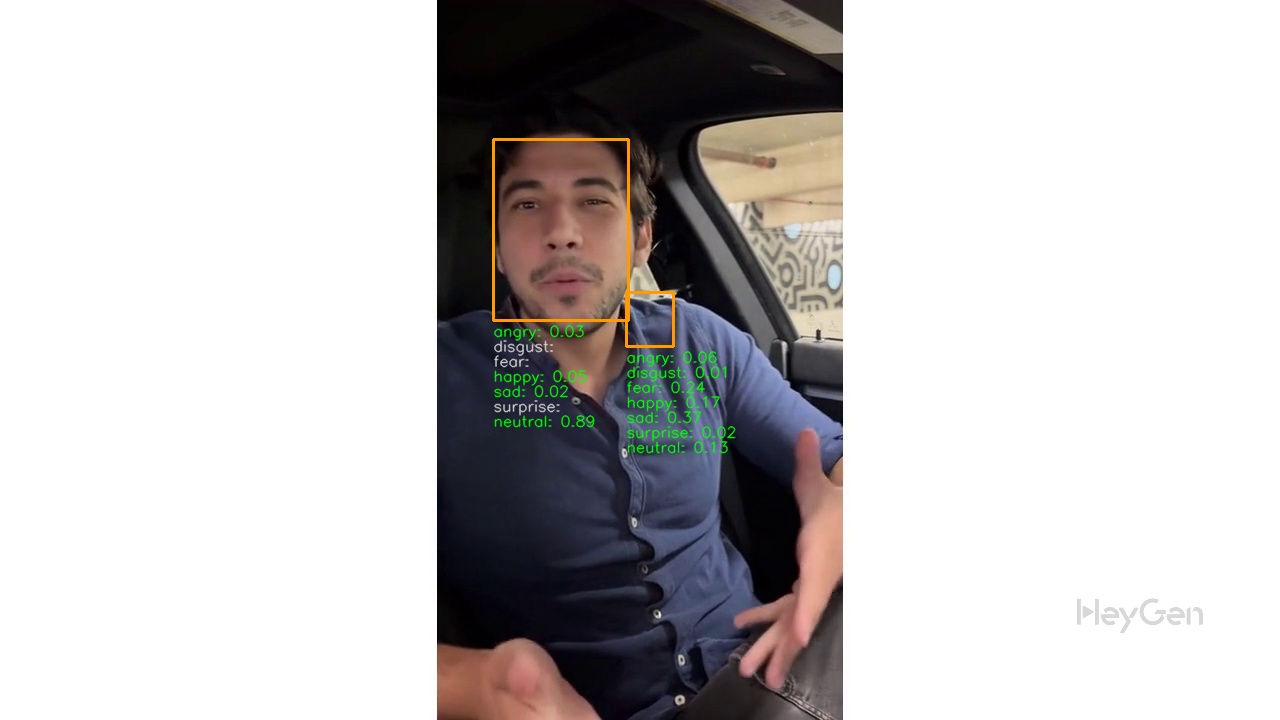 angry: 0.03
disgust:
fear:
happy: 0.05
sad: 0.02
surprise:
neutral: 0.89
angry: 0.06
disgust: 0.01
fear: 0.24
happy: 0.17
sad: 0.37
surprise: 0.02
neutral: 0.13
HeyGen